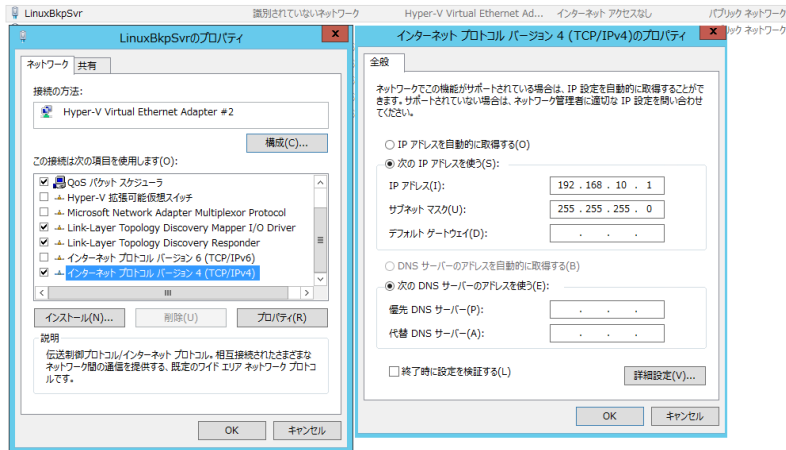 LinuxBkpSvr 識別されていないネットワーク Hyper-V Virtual Ethernet Ad... インターネット アクセスなし パブリック ネットワーク
ブリック ネットワーク
LinuxBkpSvrのプロパティ
ネットワーク 共有
接続の方法:
Hyper-V Virtual Ethernet Adapter #2
構成(C)...
この接続は次の項目を使用します(O):
QoS パケット スケジューラ
Hyper-V 拡張可能仮想スイッチ
Microsoft Network Adapter Multiplexor Protocol
Link-Layer Topology Discovery Mapper I/O Driver
Link-Layer Topology Discovery Responder
インターネット プロトコル バージョン 6 (TCP/IPv6)
インターネット プロトコル バージョン 4 (TCP/IPv4)
インストール(N)... 削除(U) プロパティ(R)
説明
伝送制御プロトコル/インターネット プロトコル。相互接続されたさまざまな
ネットワーク間の通信を提供する、既定のワイド エリア ネットワーク プロトコ
ルです。
OK キャンセル
インターネット プロトコル バージョン 4 (TCP/IPv4)のプロパティ
全般
ネットワークでこの機能がサポートされている場合は、IP 設定を自動的に取得することがで
きます。サポートされていない場合は、ネットワーク管理者に適切な IP 設定を問い合わせ
てください。
IP アドレスを自動的に取得する(O)
次の IP アドレスを使う(S):
IP アドレス(I): 192 . 168 . 10 . 1
サブネット マスク(U): 255 . 255 . 255 . 0
デフォルト ゲートウェイ(D): . . .
DNS サーバーのアドレスを自動的に取得する(B)
次の DNS サーバーのアドレスを使う(E):
優先 DNS サーバー(P): . . .
代替 DNS サーバー(A): . . .
終了時に設定を検証する(L)
詳細設定(V)...
OK キャンセル